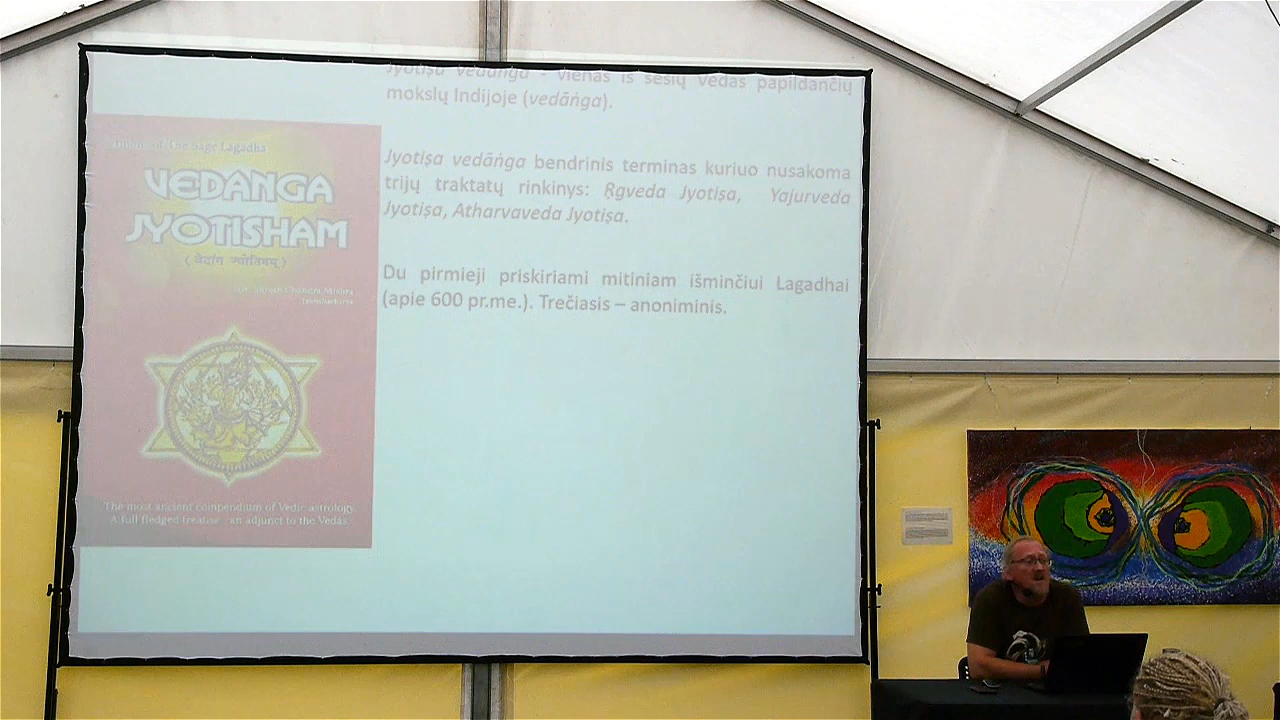 Jyotiṣa vedāṅga - vienas iš šešių Vedas papildančių
mokslų Indijoje (vedāṅga).
Jyotiṣa vedāṅga bendrinis terminas kuriuo nusakoma
trijų traktatų rinkinys: Ṛgveda Jyotiṣa, Yajurveda
Jyotiṣa, Atharvaveda Jyotiṣa.
Du pirmieji priskiriami mitiniam išminčiui Lagadhai
(apie 600 pr.me.). Trečiasis – anoniminis.
of The Sage Lagadha
VEDANGA
JYOTISHAM
( वेदांग ज्योतिषम् )
The most ancient compendium of Vedic astrology.
A full fledged treatise - an adjunct to the Vedas.